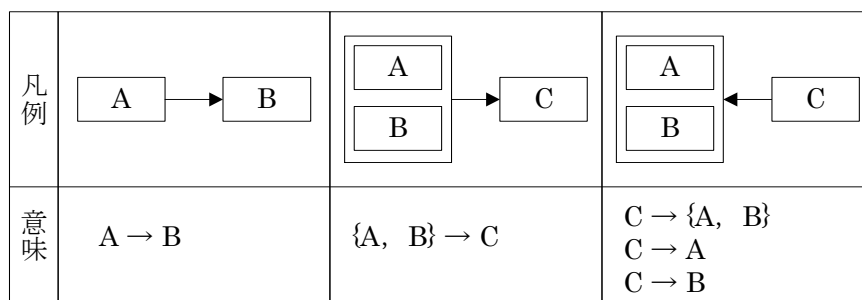 凡例
A
B
A
B
C
A
B
C
意味
A → B
{A, B} → C
C → {A, B}
C → A
C → B